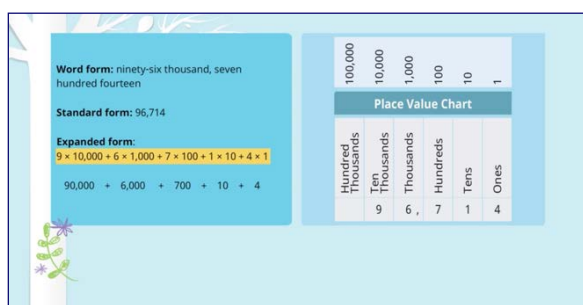 Word form: ninety-six thousand, seven
hundred fourteen
Standard form: 96,714
Expanded form:
9 × 10,000 + 6 × 1,000 + 7 × 100 + 1 × 10 + 4 × 1
90,000 + 6,000 + 700 + 10 + 4
100,000 10,000 1,000 100 10 1
Place Value Chart
Hundred Thousands Ten Thousands Thousands Hundreds Tens Ones
9 6, 7 1 4